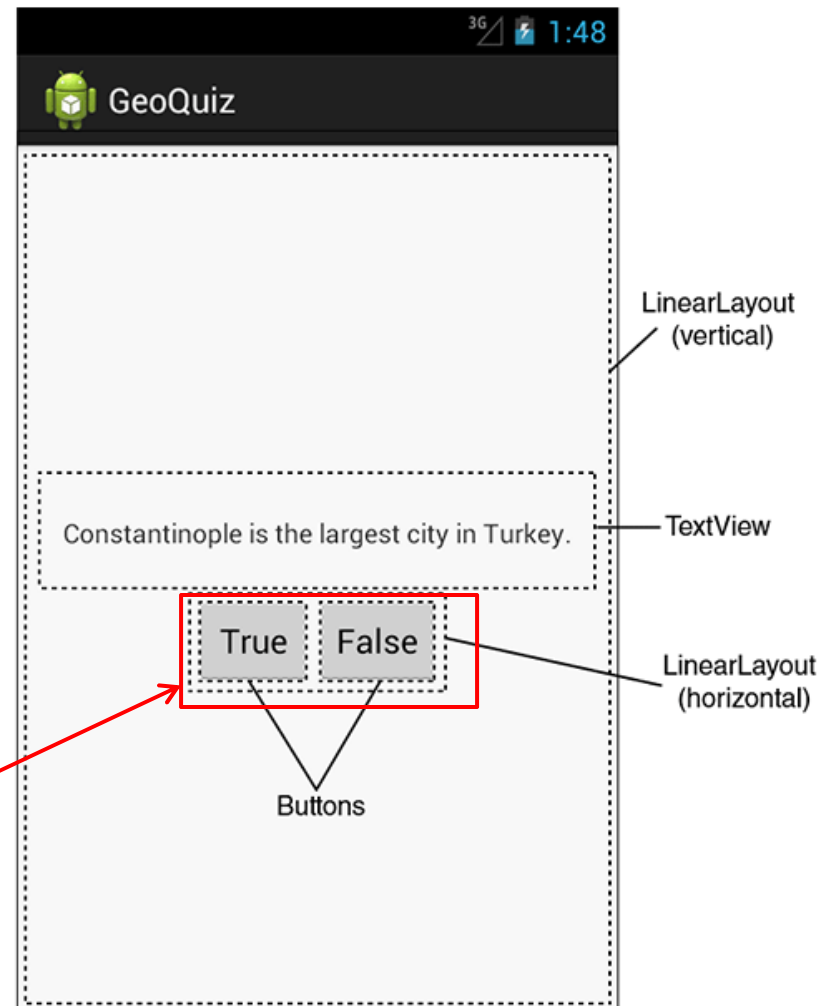 3G 1:48
GeoQuiz
LinearLayout
(vertical)
Constantinople is the largest city in Turkey.
TextView
True False
LinearLayout
(horizontal)
Buttons